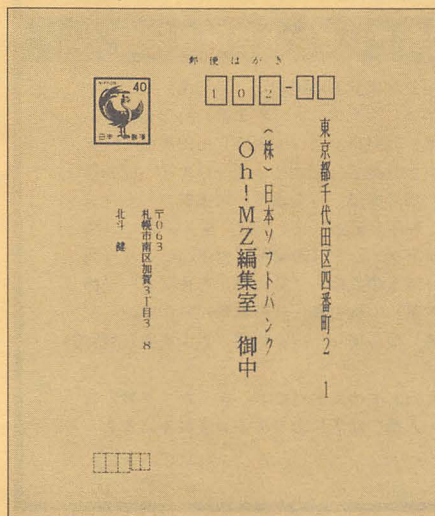 郵便はがき
40
日本郵便
102-
東京都千代田区四番町2 1
(株)日本ソフトバンク
Oh!MZ編集室 御中
〒063
札幌市南区加賀3丁目3 8
北斗 健